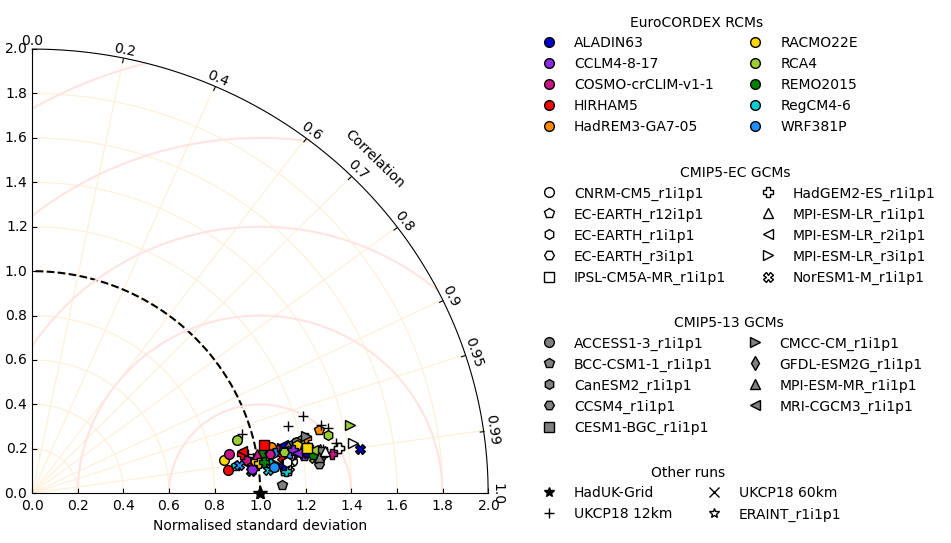 0.0
0.2
0.4
0.6
0.7
0.8
0.9
0.95
0.99
1.0
Correlation
2.0
1.8
1.6
1.4
1.2
1.0
0.8
0.6
0.4
0.2
0.0
0.0 0.2 0.4 0.6 0.8 1.0 1.2 1.4 1.6 1.8 2.0
Normalised standard deviation
EuroCORDEX RCMs
ALADIN63 RACMO22E
CCLM4-8-17 RCA4
COSMO-crCLIM-v1-1 REMO2015
HIRHAM5 RegCM4-6
HadREM3-GA7-05 WRF381P
CMIP5-EC GCMs
CNRM-CM5_r1i1p1 HadGEM2-ES_r1i1p1
EC-EARTH_r12i1p1 MPI-ESM-LR_r1i1p1
EC-EARTH_r1i1p1 MPI-ESM-LR_r2i1p1
EC-EARTH_r3i1p1 MPI-ESM-LR_r3i1p1
IPSL-CM5A-MR_r1i1p1 NorESM1-M_r1i1p1
CMIP5-13 GCMs
ACCESS1-3_r1i1p1 CMCC-CM_r1i1p1
BCC-CSM1-1_r1i1p1 GFDL-ESM2G_r1i1p1
CanESM2_r1i1p1 MPI-ESM-MR_r1i1p1
CCSM4_r1i1p1 MRI-CGCM3_r1i1p1
CESM1-BGC_r1i1p1
Other runs
HadUK-Grid UKCP18 60km
UKCP18 12km ERAINT_r1i1p1